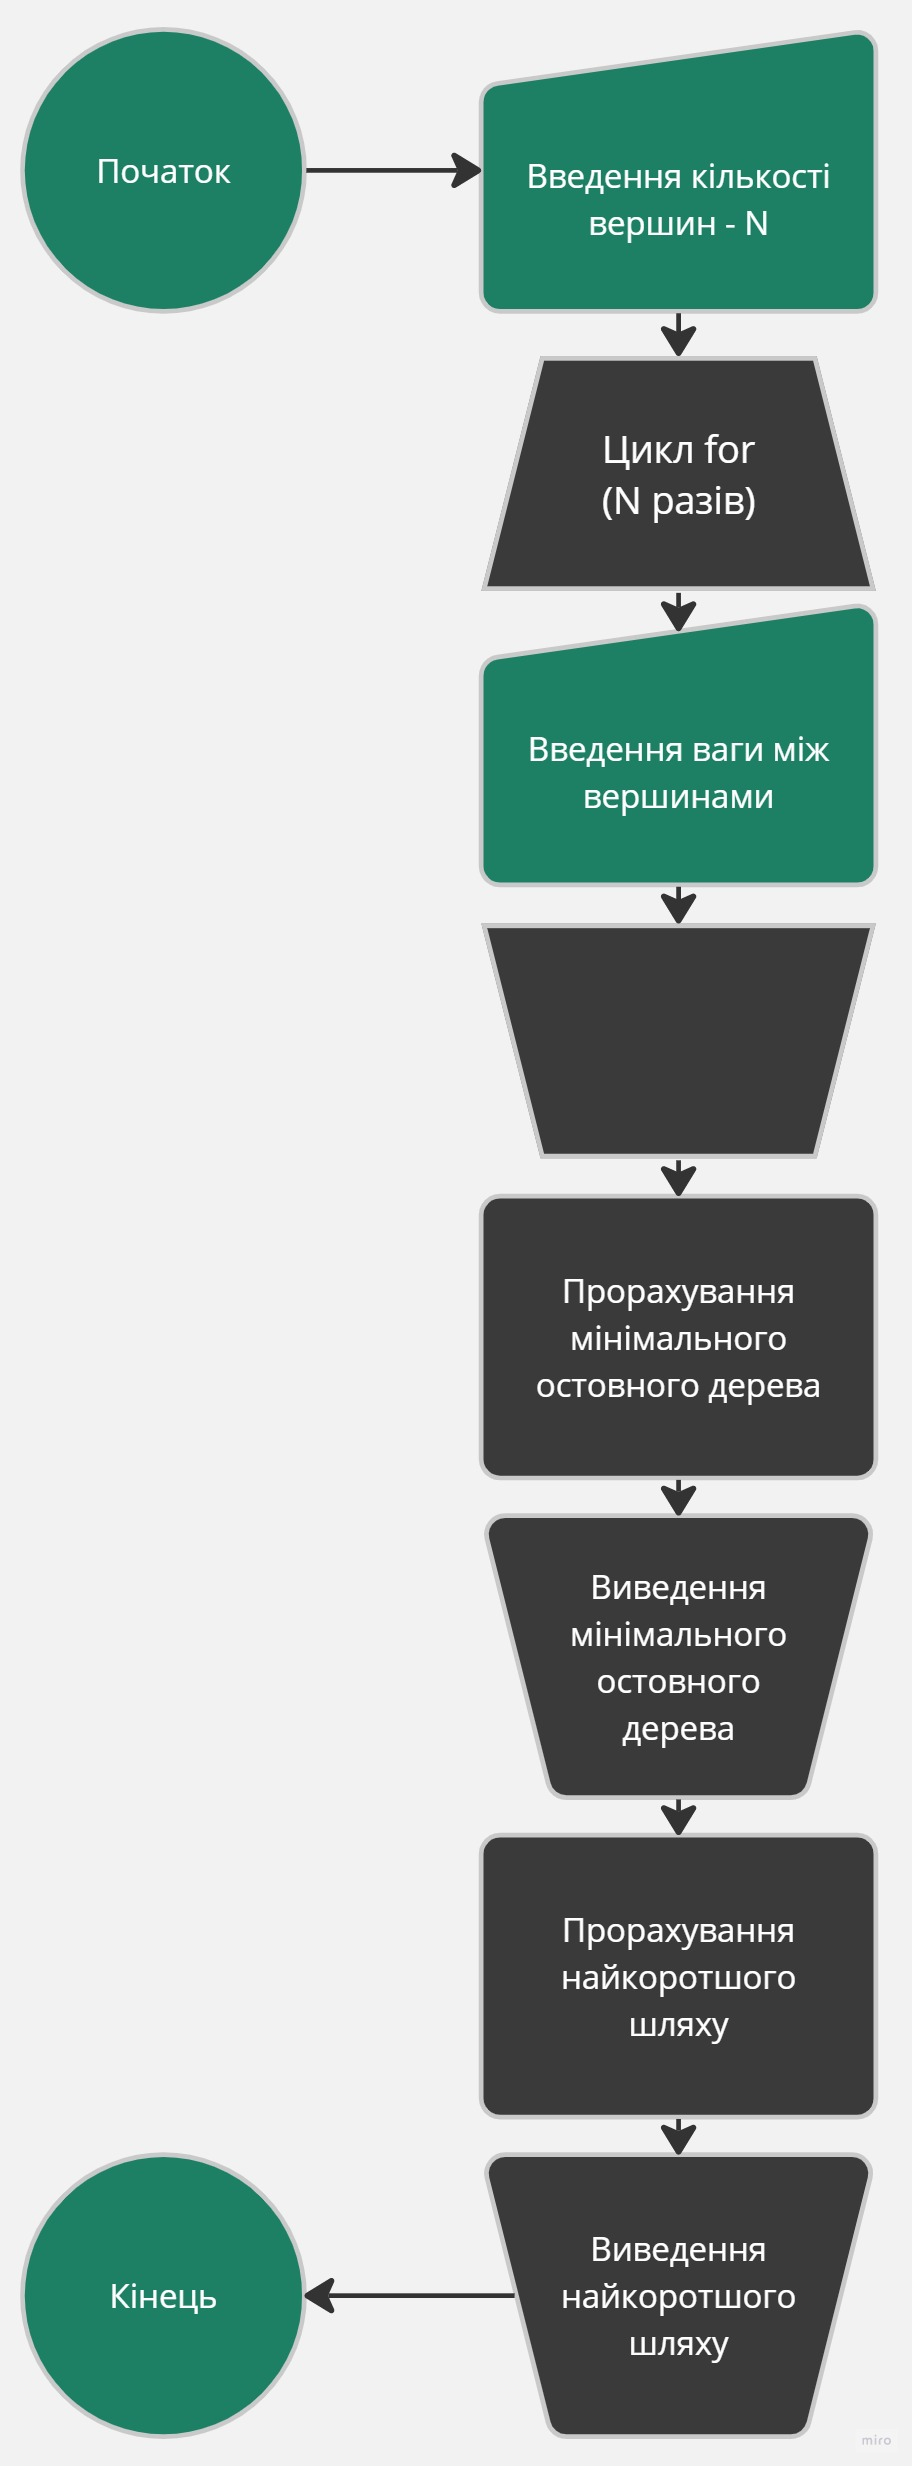 Початок
Введення кількості
вершин - N
Цикл for
(N разів)
Введення ваги між
вершинами
Прорахування
мінімального
остовного дерева
Виведення
мінімального
остовного
дерева
Прорахування
найкоротшого
шляху
Виведення
найкоротшого
шляху
Кінець
miro